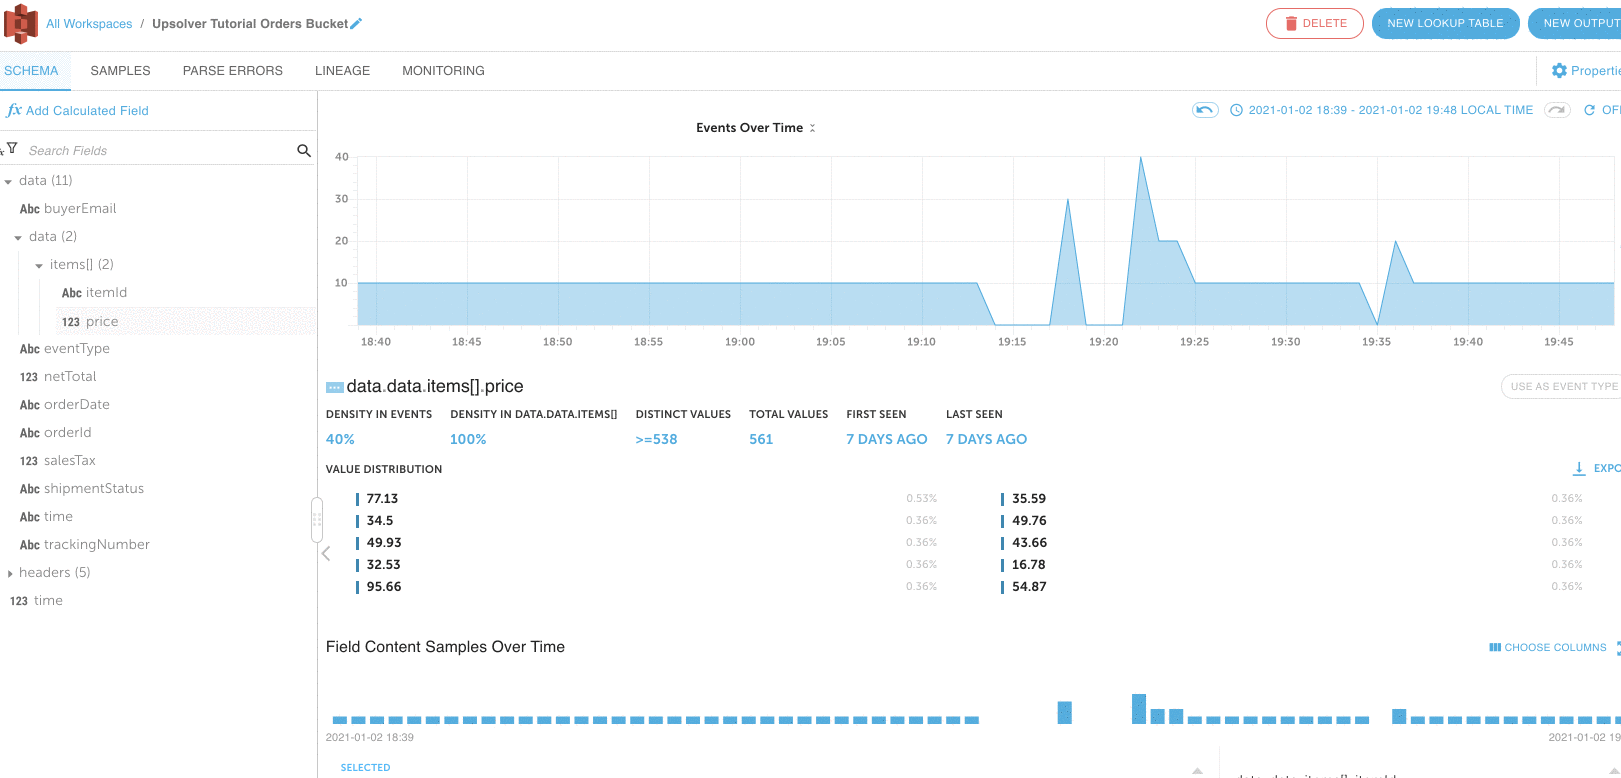 All Workspaces / Upsolver Tutorial Orders Bucket
DELETE
NEW LOOKUP TABLE
NEW OUTPUT
SCHEMA SAMPLES PARSE ERRORS LINEAGE MONITORING
Propertie
fx Add Calculated Field
Search Fields
data (11)
Abc buyerEmail
data (2)
items[] (2)
Abc itemId
123 price
Abc eventType
123 netTotal
Abc orderDate
Abc orderId
123 salesTax
Abc shipmentStatus
Abc time
Abc trackingNumber
headers (5)
123 time
2021-01-02 18:39 - 2021-01-02 19:48 LOCAL TIME
Events Over Time
40
30
20
10
18:40 18:45 18:50 18:55 19:00 19:05 19:10 19:15 19:20 19:25 19:30 19:35 19:40 19:45
data.data.items[].price
USE AS EVENT TYPE
DENSITY IN EVENTS DENSITY IN DATA.DATA.ITEMS[] DISTINCT VALUES TOTAL VALUES FIRST SEEN LAST SEEN
40% 100% >=538 561 7 DAYS AGO 7 DAYS AGO
VALUE DISTRIBUTION
EXPO
77.13 0.53% 35.59 0.36%
34.5 0.36% 49.76 0.36%
49.93 0.36% 43.66 0.36%
32.53 0.36% 16.78 0.36%
95.66 0.36% 54.87 0.36%
Field Content Samples Over Time
CHOOSE COLUMNS
2021-01-02 18:39
2021-01-02 19
SELECTED